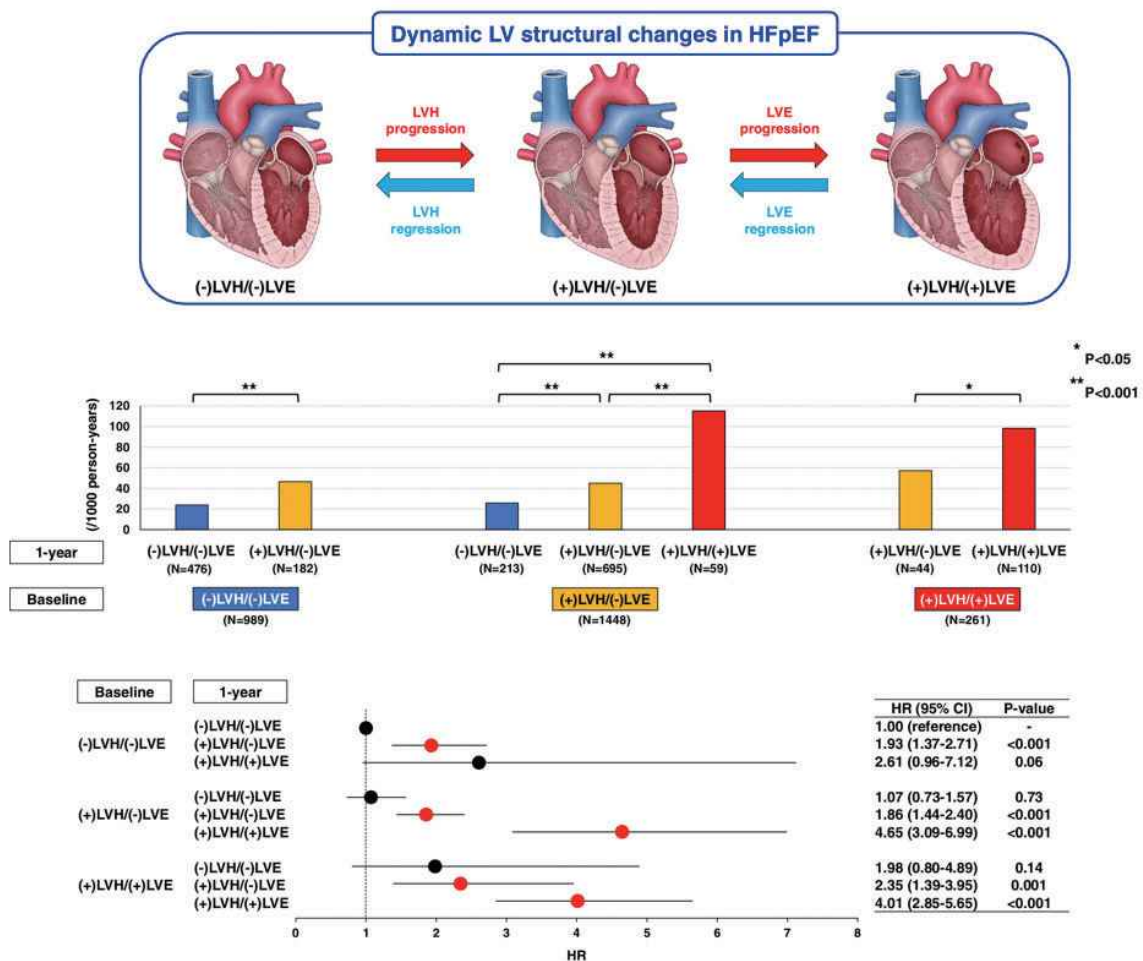 Dynamic LV structural changes in HFpEF
LVH
progression
LVE
progression
LVH
regression
LVE
regression
(-)LVH/(-)LVE
(+)LVH/(-)LVE
(+)LVH/(+)LVE
* P<0.05
** P<0.001
**
**
**
**
*
(/1000 person-years)
120
100
80
60
40
20
0
1-year
(-)LVH/(-)LVE
(N=476)
(+)LVH/(-)LVE
(N=182)
(-)LVH/(-)LVE
(N=213)
(+)LVH/(-)LVE
(N=695)
(+)LVH/(+)LVE
(N=59)
(+)LVH/(-)LVE
(N=44)
(+)LVH/(+)LVE
(N=110)
Baseline
(-)LVH/(-)LVE
(N=989)
(+)LVH/(-)LVE
(N=1448)
(+)LVH/(+)LVE
(N=261)
Baseline 1-year
HR (95% CI) P-value
(-)LVH/(-)LVE 1.00 (reference) -
(-)LVH/(-)LVE (+)LVH/(-)LVE 1.93 (1.37-2.71) <0.001
(+)LVH/(+)LVE 2.61 (0.96-7.12) 0.06
(-)LVH/(-)LVE 1.07 (0.73-1.57) 0.73
(+)LVH/(-)LVE (+)LVH/(-)LVE 1.86 (1.44-2.40) <0.001
(+)LVH/(+)LVE 4.65 (3.09-6.99) <0.001
(-)LVH/(-)LVE 1.98 (0.80-4.89) 0.14
(+)LVH/(+)LVE (+)LVH/(-)LVE 2.35 (1.39-3.95) 0.001
(+)LVH/(+)LVE 4.01 (2.85-5.65) <0.001
0 1 2 3 4 5 6 7 8
HR